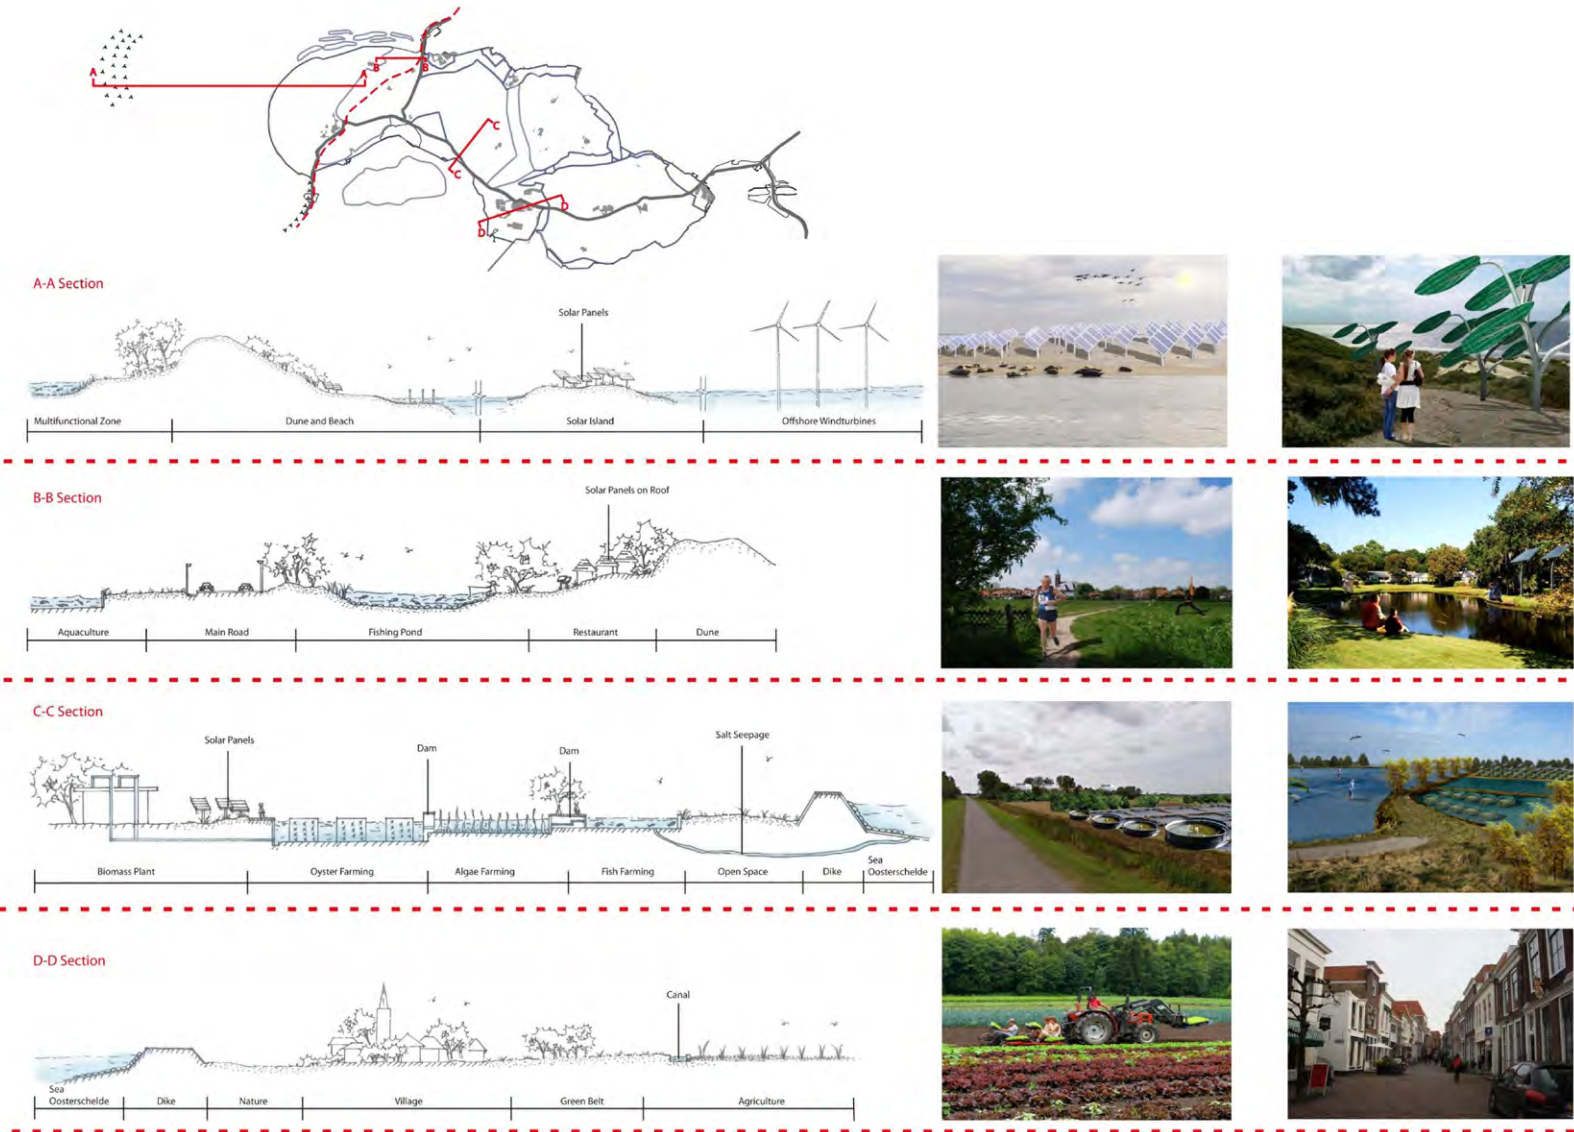 A
A
B
B
C
C
D
D
A-A Section
Solar Panels
Multifunctional Zone
Dune and Beach
Solar Island
Offshore Windturbines
B-B Section
Solar Panels on Roof
Aquaculture
Main Road
Fishing Pond
Restaurant
Dune
C-C Section
Solar Panels
Dam
Dam
Salt Seepage
Biomass Plant
Oyster Farming
Algae Farming
Fish Farming
Open Space
Dike
Sea
Oosterschelde
D-D Section
Canal
Sea
Oosterschelde
Dike
Nature
Village
Green Belt
Agriculture